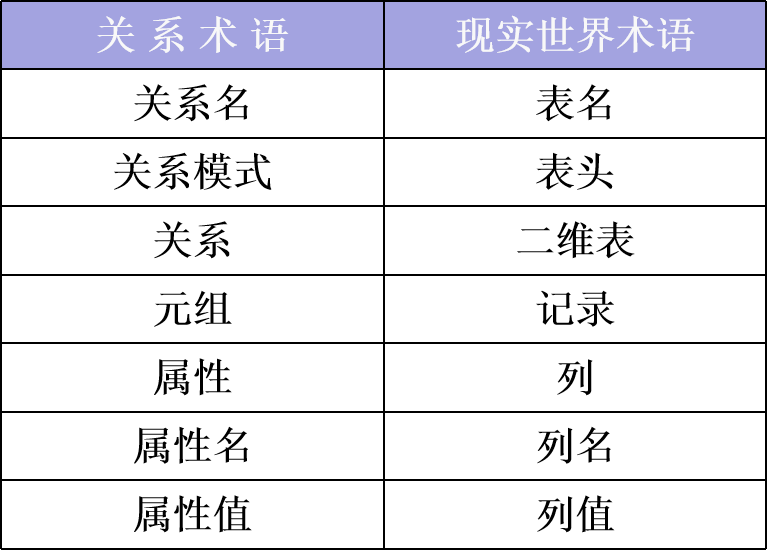 关系术语 现实世界术语
关系名 表名
关系模式 表头
关系 二维表
元组 记录
属性 列
属性名 列名
属性值 列值